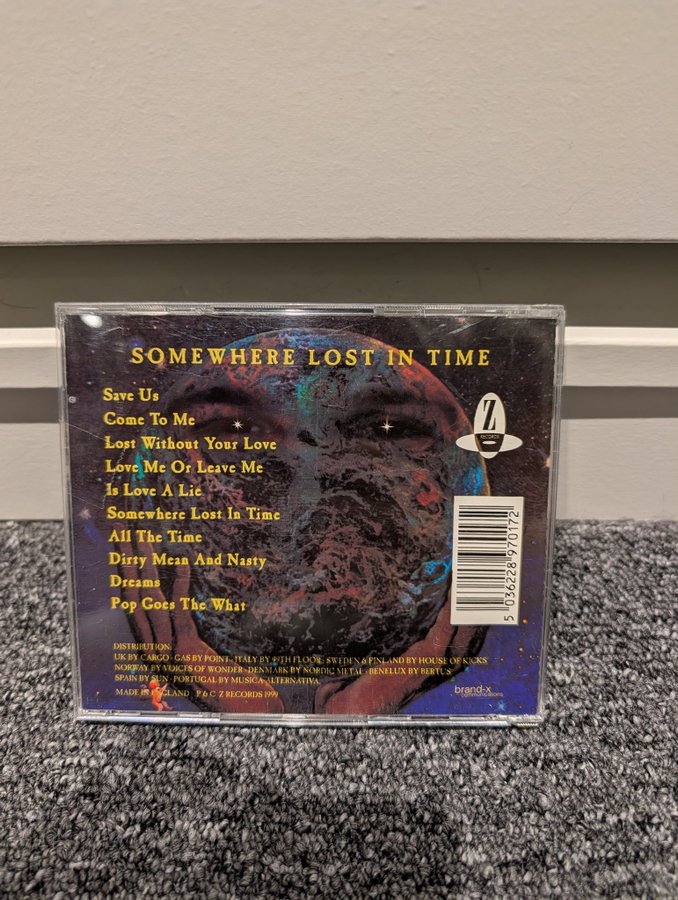 SOMEWHERE LOST IN TIME
Save Us
Come To Me
Lost Without Your Love
Love Me Or Leave Me
Is Love A Lie
Somewhere Lost In Time
All The Time
Dirty Mean And Nasty
Dreams
Pop Goes The What
Z
RECORDS
5 036228 970172
DISTRIBUTION:
UK BY CARGO · GAS BY POINT · ITALY BY 19TH FLOOR · SWEDEN & FINLAND BY HOUSE OF KICKS
NORWAY BY VOICES OF WONDER · DENMARK BY NORDIC METAL · BENELUX BY BERTUS
SPAIN BY SUN · PORTUGAL BY MUSICA ALTERNATIVA
MADE IN ENGLAND P & C Z RECORDS 1999
brand-x
communications